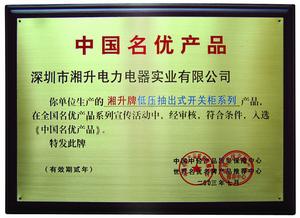 中国名优产品
深圳市湘升电力电器实业有限公司
你单位生产的 湘升牌低压抽出式开关柜系列 产品，
在全国名优产品系列宣传活动中，经审核，符合条件，入选
《中国名优产品》。
特发此牌
（有效期贰年）